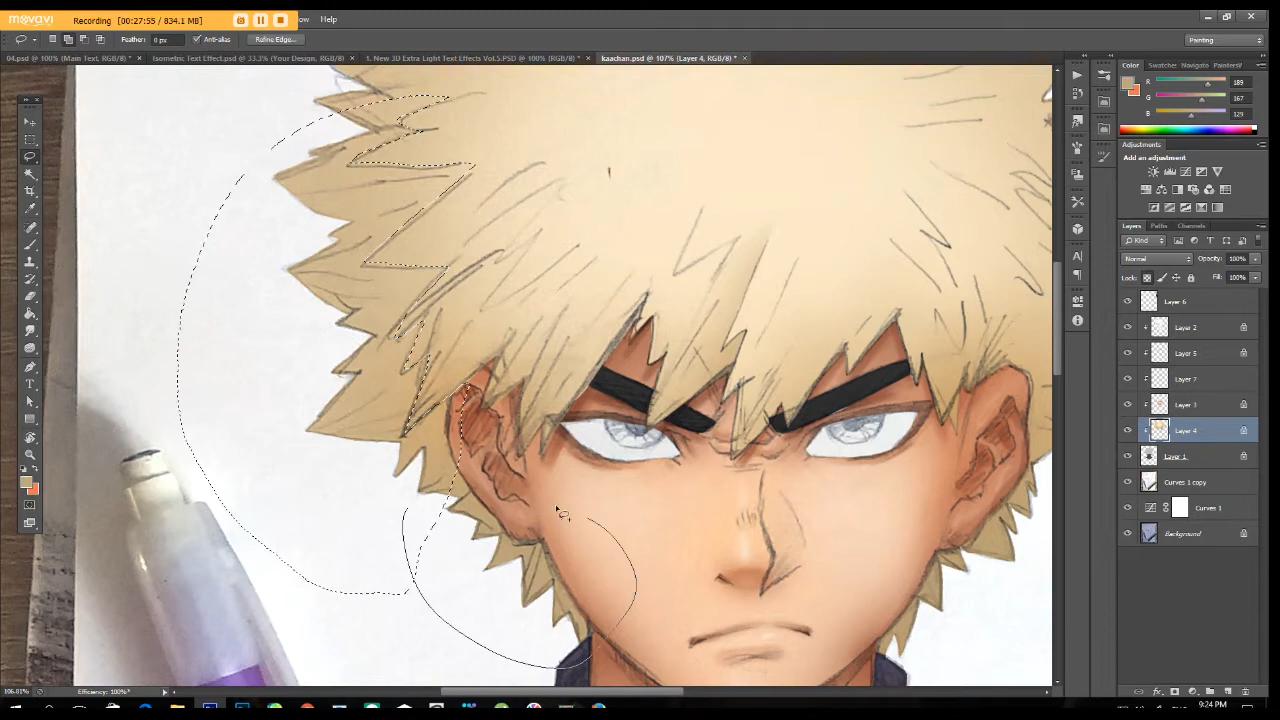 movavi
Recording [00:27:55 / 834.1 MB]
ow Help
Feather: 0 px Anti-alias Refine Edge... Painting
04.psd @ 100% (Main Text, RGB/8) * × Isometric Text Effect.psd @ 33.3% (Your Design, RGB/8) × 1. New 3D Extra Light Text Effects Vol.5.PSD @ 100% (RGB/8) * × kaachan.psd @ 107% (Layer 4, RGB/8) * ×
Color Swatches Navigato Painters
R 189
G 167
B 129
Adjustments
Add an adjustment
Layers Paths Channels
Kind
Normal Opacity: 100%
Lock: Fill: 100%
Layer 6
Layer 2
Layer 5
Layer 7
Layer 3
Layer 4
Layer 1
Curves 1 copy
Curves 1
Background
106.81% Efficiency: 100%*
9:24 PM